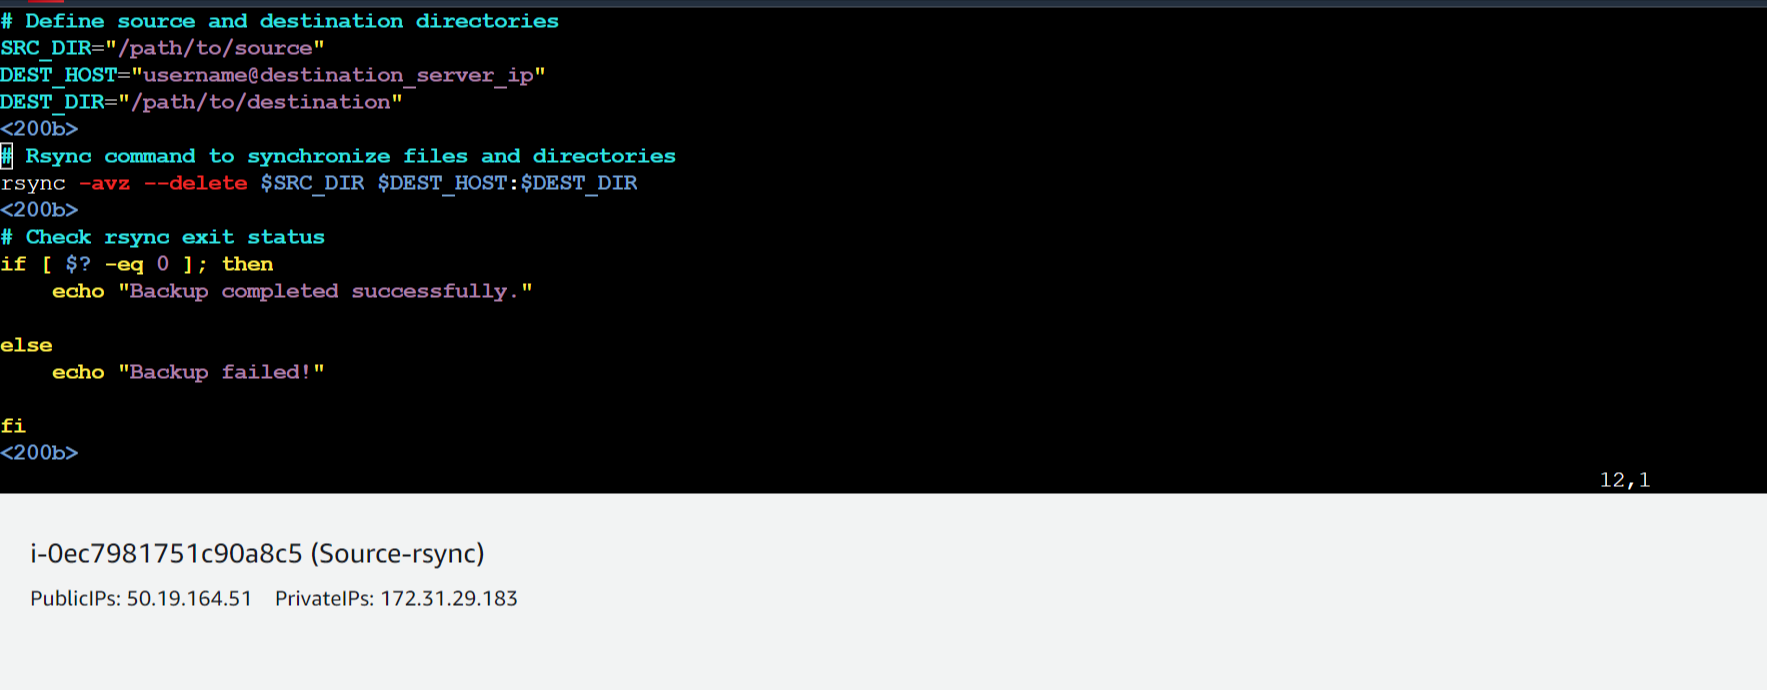 # Define source and destination directories
SRC_DIR="/path/to/source"
DEST_HOST="username@destination_server_ip"
DEST_DIR="/path/to/destination"
<200b>
# Rsync command to synchronize files and directories
rsync -avz --delete $SRC_DIR $DEST_HOST:$DEST_DIR
<200b>
# Check rsync exit status
if [ $? -eq 0 ]; then
    echo "Backup completed successfully."
else
    echo "Backup failed!"
fi
<200b>
12,1
i-0ec7981751c90a8c5 (Source-rsync)
PublicIPs: 50.19.164.51    PrivateIPs: 172.31.29.183